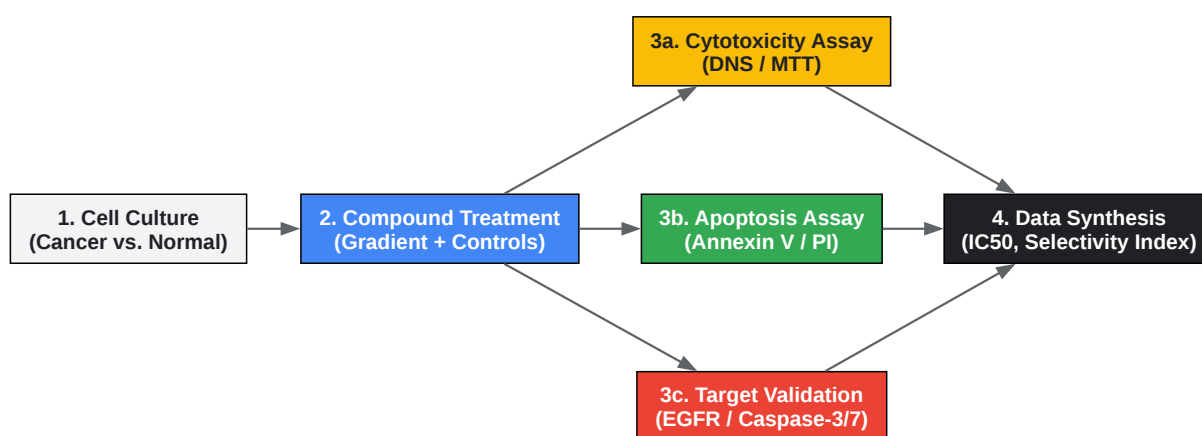 3a. Cytotoxicity Assay
(DNS / MTT)
1. Cell Culture
(Cancer vs. Normal)
2. Compound Treatment
(Gradient + Controls)
3b. Apoptosis Assay
(Annexin V / PI)
4. Data Synthesis
(IC50, Selectivity Index)
3c. Target Validation
(EGFR / Caspase-3/7)